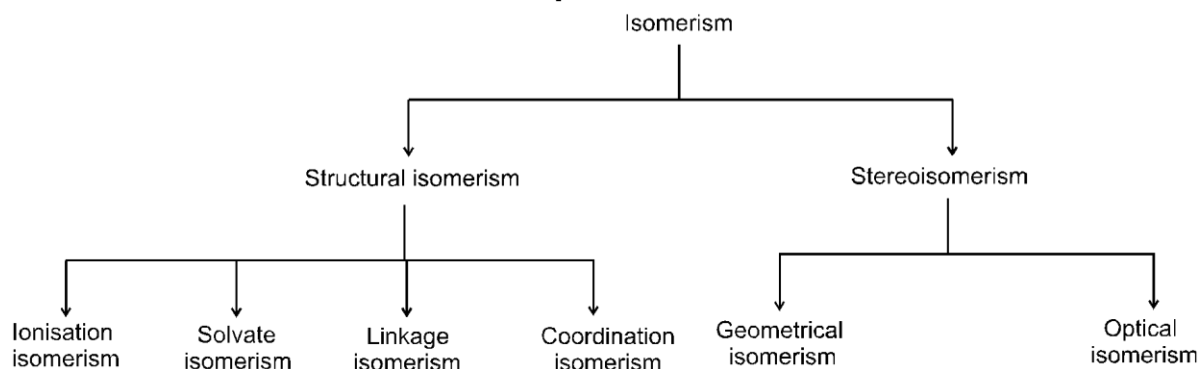 Isomerism
Structural isomerism
Stereoisomerism
Ionisation
isomerism
Solvate
isomerism
Linkage
isomerism
Coordination
isomerism
Geometrical
isomerism
Optical
isomerism